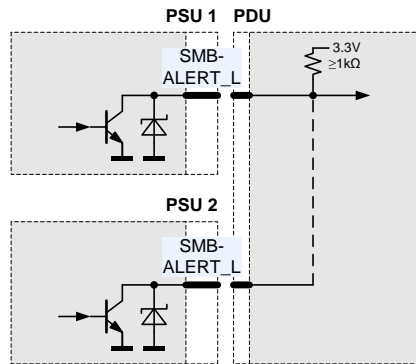 PSU 1 PDU
SMB-
ALERT_L
3.3V
≥1kΩ
PSU 2
SMB-
ALERT_L